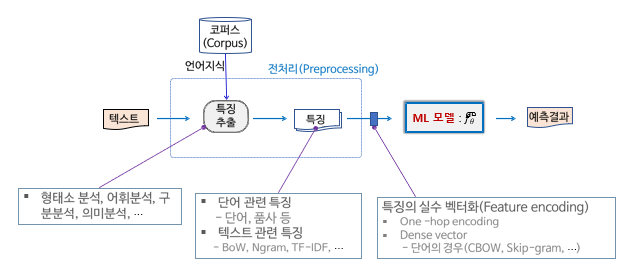 코퍼스
(Corpus)
언어지식
전처리(Preprocessing)
텍스트
특징
추출
특징
ML 모델 :
예측결과
▪ 형태소 분석, 어휘분석, 구
분분석, 의미분석, …
▪ 단어 관련 특징
– 단어, 품사 등
▪ 텍스트 관련 특징
– BoW, Ngram, TF-IDF, …
특징의 실수 벡터화(Feature encoding)
• One -hop encoding
• Dense vector
– 단어의 경우(CBOW, Skip-gram, …)